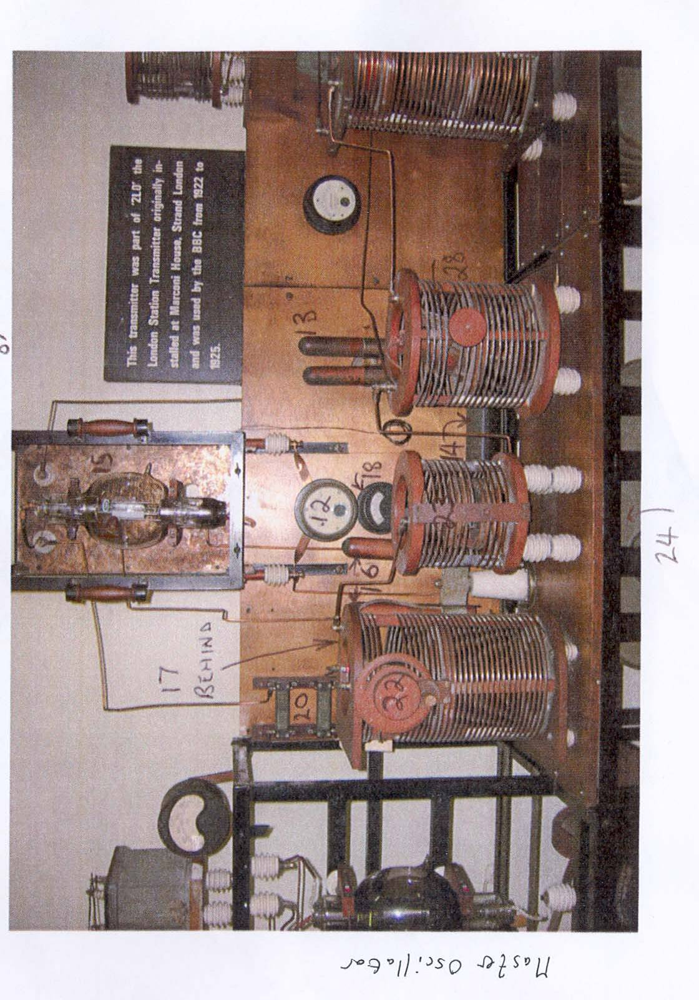 This transmitter was part of '2LO' the
London Station Transmitter originally in-
stalled at Marconi House, Strand London
and was used by the BBC from 1922 to
1925.
15
17
BEHIND
20
12
13
18
16
22
23
14
28
24
Master Oscillator